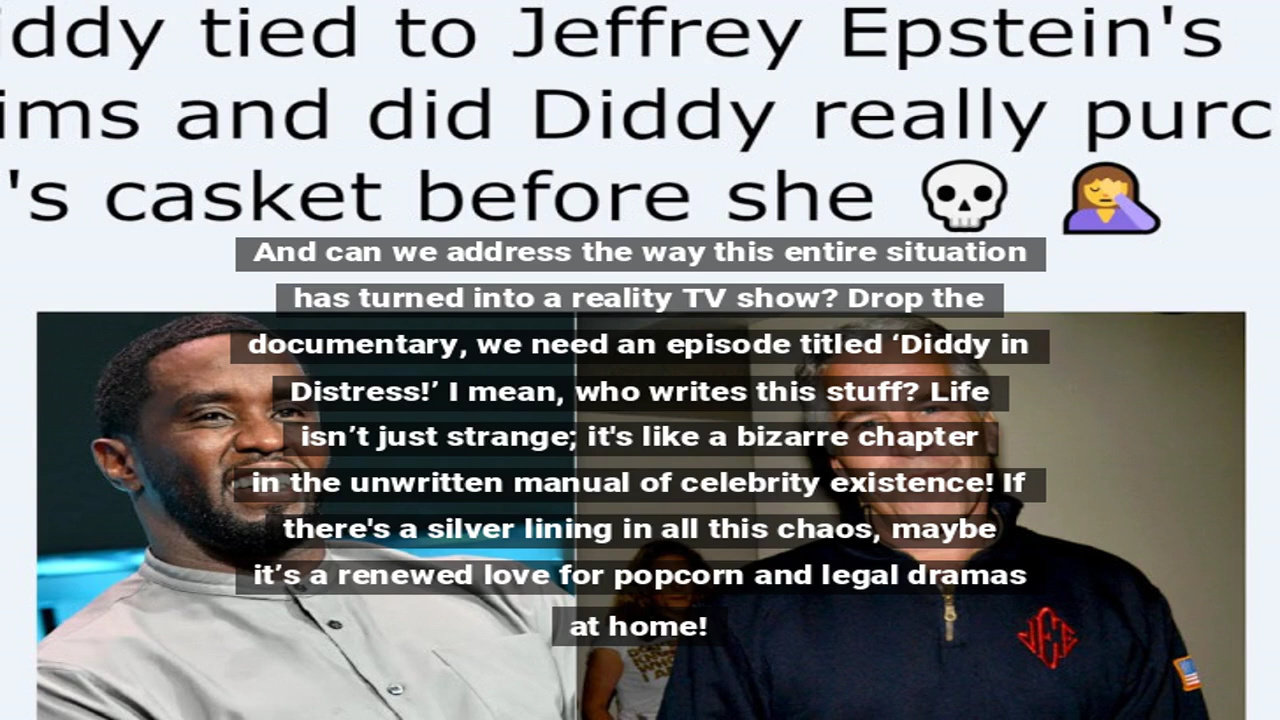 iddy tied to Jeffrey Epstein's
ims and did Diddy really purc
's casket before she 💀 🤦‍♀️
And can we address the way this entire situation
has turned into a reality TV show? Drop the
documentary, we need an episode titled ‘Diddy in
Distress!’ I mean, who writes this stuff? Life
isn’t just strange; it's like a bizarre chapter
in the unwritten manual of celebrity existence! If
there's a silver lining in all this chaos, maybe
it’s a renewed love for popcorn and legal dramas
at home!